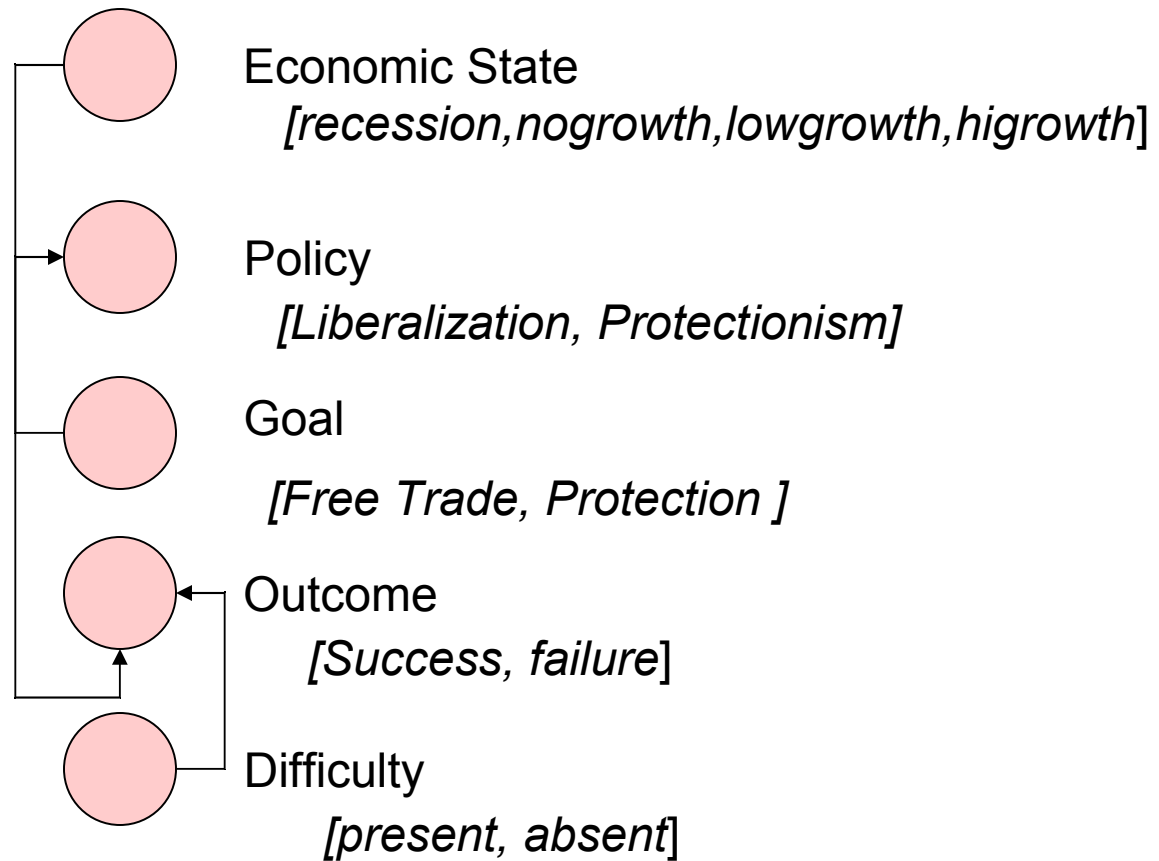 Economic State
[recession,nogrowth,lowgrowth,higrowth]
Policy
[Liberalization, Protectionism]
Goal
[Free Trade, Protection ]
Outcome
[Success, failure]
Difficulty
[present, absent]